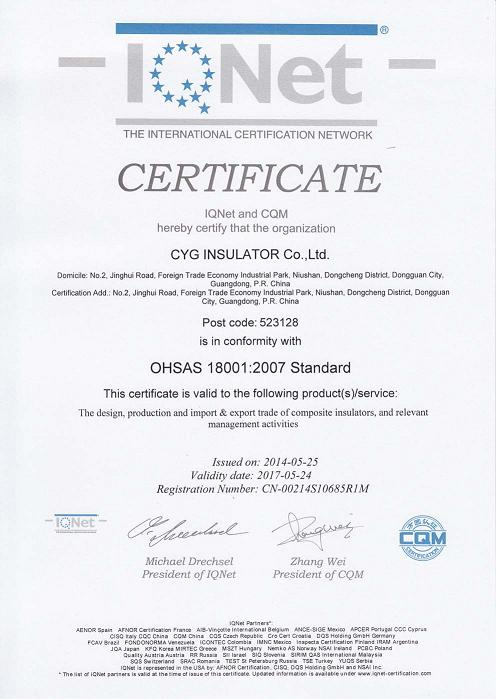 IQNet ®
THE INTERNATIONAL CERTIFICATION NETWORK
CERTIFICATE
IQNet and CQM
hereby certify that the organization
CYG INSULATOR Co.,Ltd.
Domicile: No.2, Jinghui Road, Foreign Trade Economy Industrial Park, Niushan, Dongcheng District, Dongguan City,
Guangdong, P.R. China
Certification Add.: No.2, Jinghui Road, Foreign Trade Economy Industrial Park, Niushan, Dongcheng District, Dongguan
City, Guangdong, P.R. China
Post code: 523128
is in conformity with
OHSAS 18001:2007 Standard
This certificate is valid to the following product(s)/service:
The design, production and import & export trade of composite insulators, and relevant
management activities
Issued on: 2014-05-25
Validity date: 2017-05-24
Registration Number: CN-00214S10685R1M
IQNet
CQM
CERTIFICATION
Michael Drechsel
President of IQNet
Zhang Wei
President of CQM
IQNet Partners*:
AENOR Spain AFNOR Certification France AIB-Vinçotte International Belgium ANCE-SIGE Mexico APCER Portugal CCC Cyprus
CISQ Italy CQC China CQM China CQS Czech Republic Cro Cert Croatia DQS Holding GmbH Germany
FCAV Brazil FONDONORMA Venezuela ICONTEC Colombia IMNC Mexico Inspecta Certification Finland IRAM Argentina
JQA Japan KFQ Korea MIRTEC Greece MSZT Hungary Nemko AS Norway NSAI Ireland PCBC Poland
Quality Austria Austria RR Russia SII Israel SIQ Slovenia SIRIM QAS International Malaysia
SQS Switzerland SRAC Romania TEST St Petersburg Russia TSE Turkey YUQS Serbia
IQNet is represented in the USA by: AFNOR Certification, CISQ, DQS Holding GmbH and NSAI Inc.
* The list of IQNet partners is valid at the time of issue of this certificate. Updated information is available under www.iqnet-certification.com